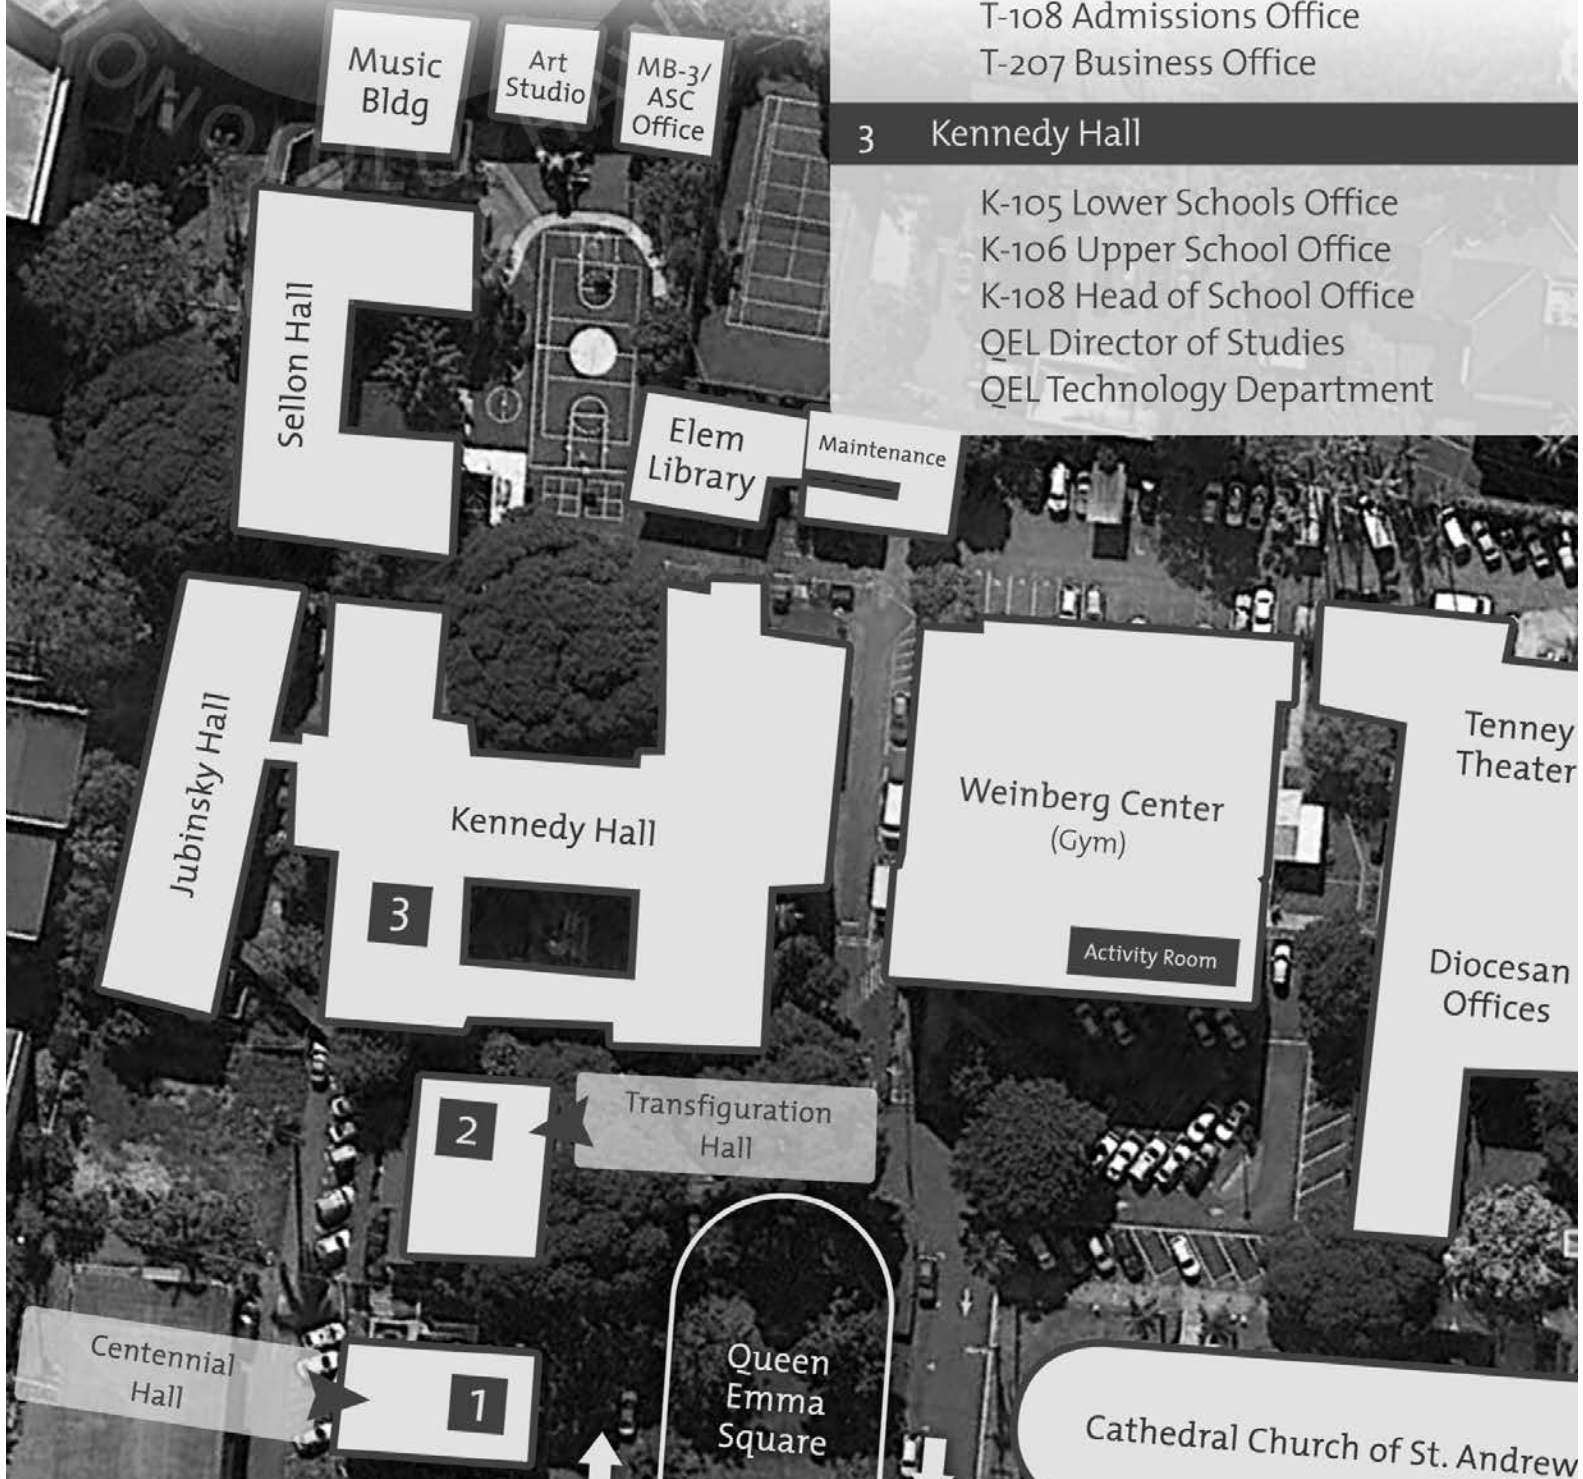 T-108 Admissions Office
T-207 Business Office
3 Kennedy Hall
K-105 Lower Schools Office
K-106 Upper School Office
K-108 Head of School Office
QEL Director of Studies
QEL Technology Department
Music
Bldg
Art
Studio
MB-3/
ASC
Office
Sellon Hall
Elem
Library
Maintenance
Jubinsky Hall
Kennedy Hall
3
Weinberg Center
(Gym)
Activity Room
Tenney
Theater
Diocesan
Offices
2
Transfiguration
Hall
Centennial
Hall
1
Queen
Emma
Square
Cathedral Church of St. Andrew